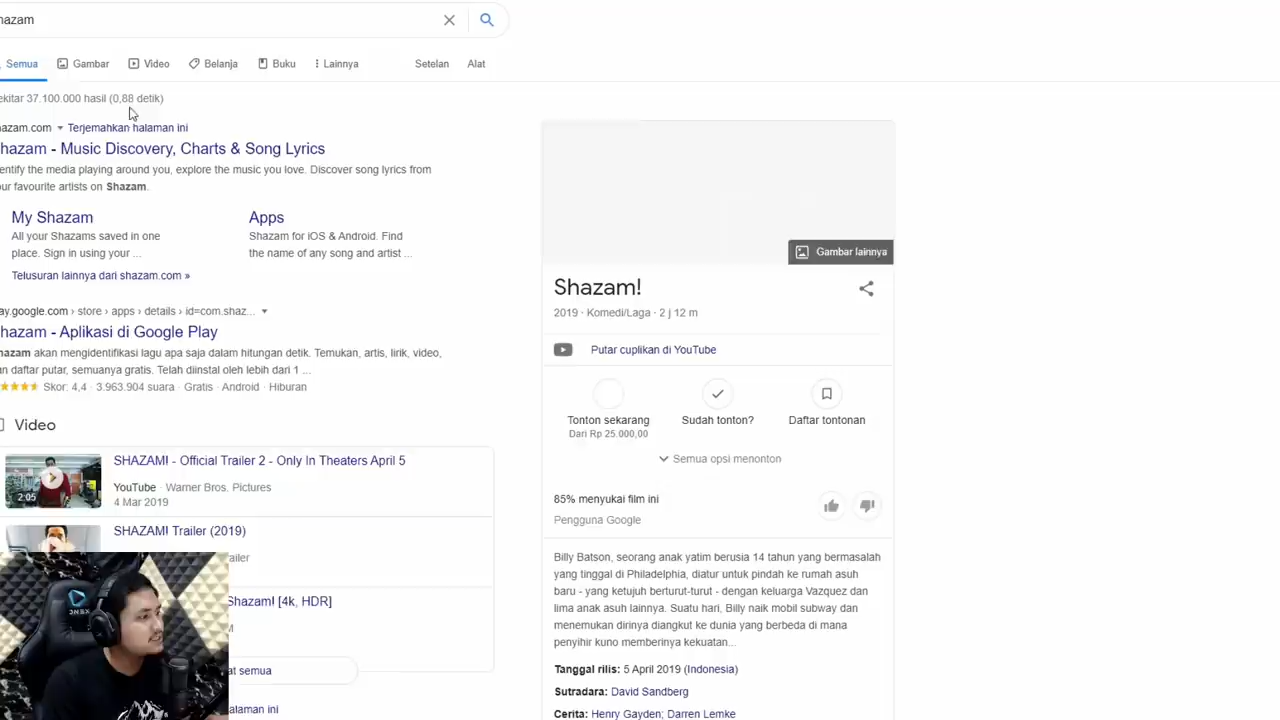 hazam
Semua Gambar Video Belanja Buku Lainnya Setelan Alat
ekitar 37.100.000 hasil (0,88 detik)
azam.com Terjemahkan halaman ini
hazam - Music Discovery, Charts & Song Lyrics
entify the media playing around you, explore the music you love. Discover song lyrics from
our favourite artists on Shazam.
My Shazam
All your Shazams saved in one
place. Sign in using your ...
Apps
Shazam for iOS & Android. Find
the name of any song and artist ...
Telusuran lainnya dari shazam.com »
ay.google.com › store › apps › details › id=com.shaz...
hazam - Aplikasi di Google Play
hazam akan mengidentifikasi lagu apa saja dalam hitungan detik. Temukan, artis, lirik, video,
an daftar putar, semuanya gratis. Telah diinstal oleh lebih dari 1 ...
Skor: 4,4 · 3.963.904 suara · Gratis · Android · Hiburan
Video
2:05
SHAZAM! - Official Trailer 2 - Only In Theaters April 5
YouTube · Warner Bros. Pictures
4 Mar 2019
SHAZAM! Trailer (2019)
railer
Shazam! [4k, HDR]
at semua
alaman ini
Gambar lainnya
Shazam!
2019 · Komedi/Laga · 2 j 12 m
Putar cuplikan di YouTube
Tonton sekarang
Dari Rp 25.000,00
Sudah tonton?
Daftar tontonan
Semua opsi menonton
85% menyukai film ini
Pengguna Google
Billy Batson, seorang anak yatim berusia 14 tahun yang bermasalah
yang tinggal di Philadelphia, diatur untuk pindah ke rumah asuh
baru - yang ketujuh berturut-turut - dengan keluarga Vazquez dan
lima anak asuh lainnya. Suatu hari, Billy naik mobil subway dan
menemukan dirinya diangkut ke dunia yang berbeda di mana
penyihir kuno memberinya kekuatan...
Tanggal rilis: 5 April 2019 (Indonesia)
Sutradara: David Sandberg
Cerita: Henry Gayden; Darren Lemke